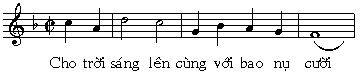 Cho trời sáng lên cùng với bao nụ cười